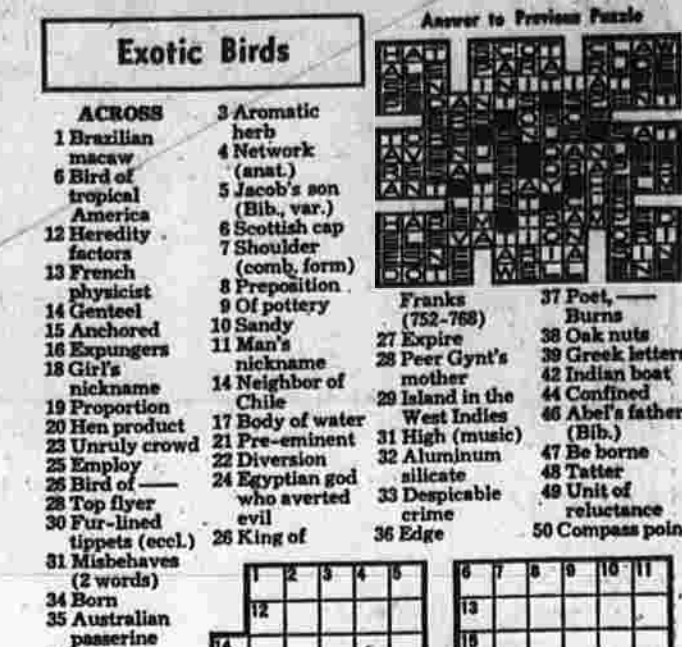 Exotic Birds
ACROSS
1 Brazilian
macaw
6 Bird of
tropical
America
12 Heredity
factors
13 French
physicist
14 Genteel
15 Anchored
16 Expungers
18 Girl's
nickname
19 Proportion
20 Hen product
23 Unruly crowd
25 Employ
26 Bird of —
28 Top flyer
30 Fur-lined
tippets (eccl.)
31 Misbehaves
(2 words)
34 Born
35 Australian
passerine
3 Aromatic
herb
4 Network
(anat.)
5 Jacob's son
(Bib., var.)
6 Scottish cap
7 Shoulder
(comb. form)
8 Preposition
9 Of pottery
10 Sandy
11 Man's
nickname
14 Neighbor of
Chile
17 Body of water
21 Pre-eminent
22 Diversion
24 Egyptian god
who averted
evil
26 King of
Answer to Previous Puzzle
Franks
(752-768)
27 Expire
28 Peer Gynt's
mother
29 Island in the
West Indies
31 High (music)
32 Aluminum
silicate
33 Despicable
crime
36 Edge
37 Poet, —
Burns
38 Oak nuts
39 Greek letters
42 Indian boat
44 Confined
46 Abel's father
(Bib.)
47 Be borne
48 Tatter
49 Unit of
reluctance
50 Compass poin
1 2 3 4 5 6 7 8 9 10 11
12 13
14 15